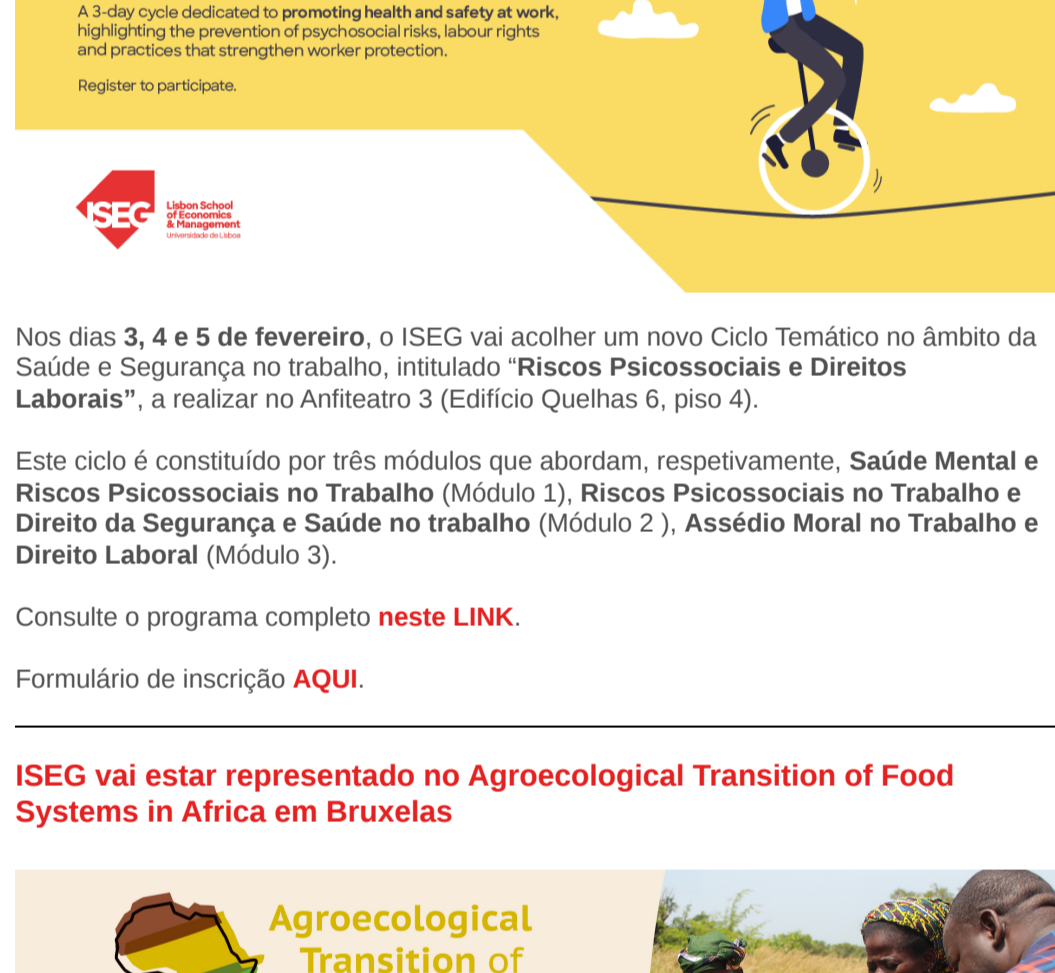 A 3-day cycle dedicated to promoting health and safety at work,
highlighting the prevention of psychosocial risks, labour rights
and practices that strengthen worker protection.
Register to participate.
ISEG
Lisbon School
of Economics
& Management
Universidade de Lisboa
Nos dias 3, 4 e 5 de fevereiro, o ISEG vai acolher um novo Ciclo Temático no âmbito da
Saúde e Segurança no trabalho, intitulado “Riscos Psicossociais e Direitos
Laborais”, a realizar no Anfiteatro 3 (Edifício Quelhas 6, piso 4).
Este ciclo é constituído por três módulos que abordam, respetivamente, Saúde Mental e
Riscos Psicossociais no Trabalho (Módulo 1), Riscos Psicossociais no Trabalho e
Direito da Segurança e Saúde no trabalho (Módulo 2 ), Assédio Moral no Trabalho e
Direito Laboral (Módulo 3).
Consulte o programa completo neste LINK.
Formulário de inscrição AQUI.
ISEG vai estar representado no Agroecological Transition of Food
Systems in Africa em Bruxelas
Agroecological
Transition of